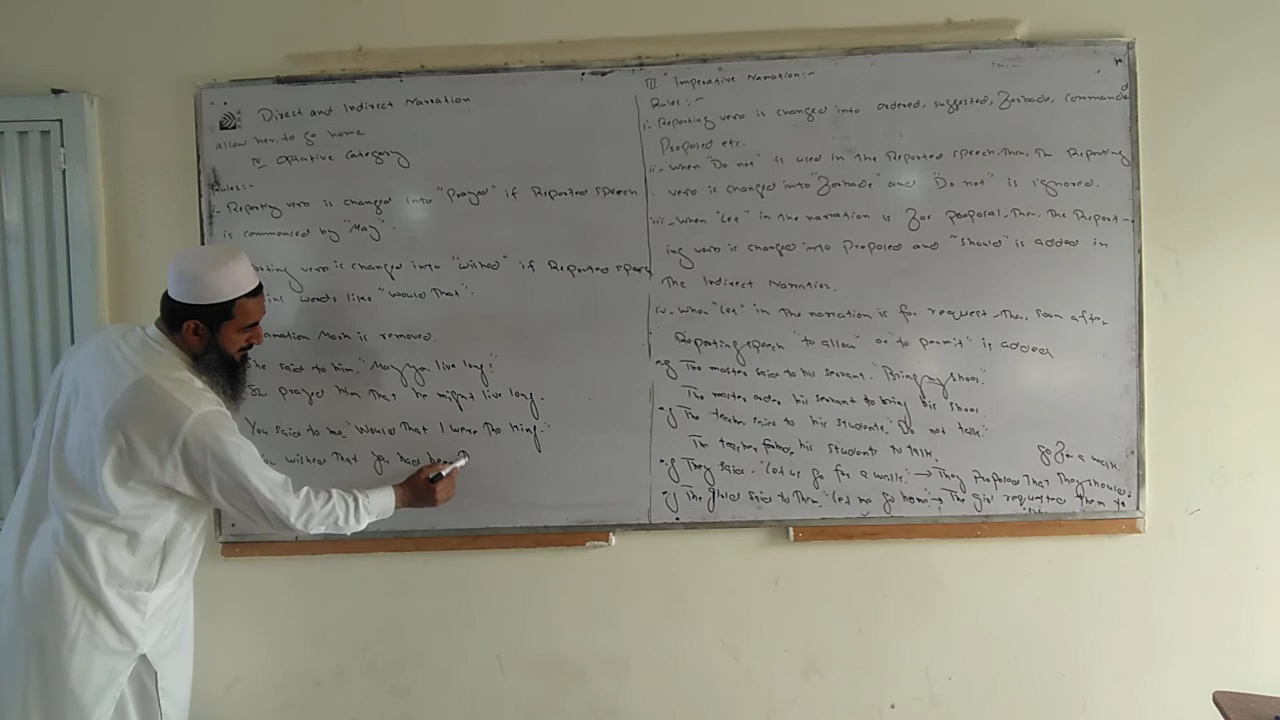 Direct and Indirect Narration
allow her to go home
IV Optative Category
Rules:-
i- Reporting verb is changed into "Prayed" if Reported speech
is commenced by "May".
orting verb is changed into "wished" if Reported speech
ins words like "Would That".
amation Mark is removed.
She said to him, "May you live long!"
She prayed him That he might live long.
You said to me, "Would That I were The King."
You wished That you had been
III Imperative Narration:-
Rules:-
i- Reporting verb is changed into ordered, suggested, forbade, commanded
Proposed etc.
ii- when "Do not" is used in the Reported speech, Then, The Reporting
verb is changed into "forbade" and "Do not" is ignored.
iii- when "Let" in the narration is for proposal, Then, The Report-
ing verb is changed into Proposed and "should" is added in
The Indirect Narration.
iv- when "Let" in The narration is for request, Then, soon after
Reporting speech "to allow" or "to permit" is added
e.g The master said to his servant, "Bring my shoes".
The master order his servant to bring his shoes.
e.g The teacher said to his students, "Do not talk".
The teacher forbade his students to talk.
go for a walk.
e.g They said, "Let us go for a walk." → They Proposed That They should
e.g The girl said to Them, "Let me go home" → The girl requested them to